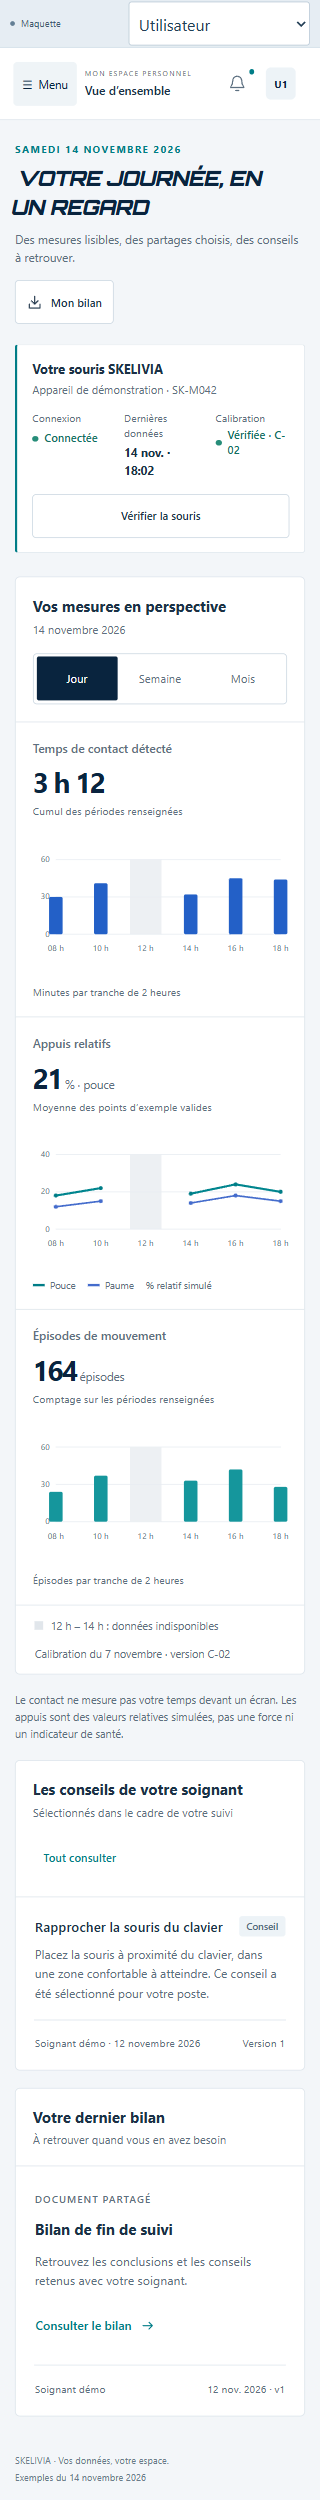 Maquette
Utilisateur
☰ Menu
MON ESPACE PERSONNEL
Vue d'ensemble
U1
SAMEDI 14 NOVEMBRE 2026
VOTRE JOURNÉE, EN
UN REGARD
Des mesures lisibles, des partages choisis, des conseils
à retrouver.
Mon bilan
Votre souris SKELIVIA
Appareil de démonstration · SK-M042
Connexion
Connectée
Dernières
données
14 nov. ·
18:02
Calibration
Vérifiée · C-
02
Vérifier la souris
Vos mesures en perspective
14 novembre 2026
Jour
Semaine
Mois
Temps de contact détecté
3 h 12
Cumul des périodes renseignées
60
30
0
08 h 10 h 12 h 14 h 16 h 18 h
Minutes par tranche de 2 heures
Appuis relatifs
21 % · pouce
Moyenne des points d'exemple valides
40
20
0
08 h 10 h 12 h 14 h 16 h 18 h
Pouce Paume % relatif simulé
Épisodes de mouvement
164 épisodes
Comptage sur les périodes renseignées
60
30
0
08 h 10 h 12 h 14 h 16 h 18 h
Épisodes par tranche de 2 heures
12 h – 14 h : données indisponibles
Calibration du 7 novembre · version C-02
Le contact ne mesure pas votre temps devant un écran. Les
appuis sont des valeurs relatives simulées, pas une force ni
un indicateur de santé.
Les conseils de votre soignant
Sélectionnés dans le cadre de votre suivi
Tout consulter
Rapprocher la souris du clavier
Conseil
Placez la souris à proximité du clavier, dans
une zone confortable à atteindre. Ce conseil a
été sélectionné pour votre poste.
Soignant démo · 12 novembre 2026
Version 1
Votre dernier bilan
À retrouver quand vous en avez besoin
DOCUMENT PARTAGÉ
Bilan de fin de suivi
Retrouvez les conclusions et les conseils
retenus avec votre soignant.
Consulter le bilan →
Soignant démo
12 nov. 2026 · v1
SKELIVIA · Vos données, votre espace.
Exemples du 14 novembre 2026